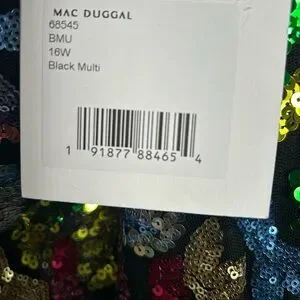 MAC DUGGAL
68545
BMU
16W
Black Multi
1 91877 88465 4